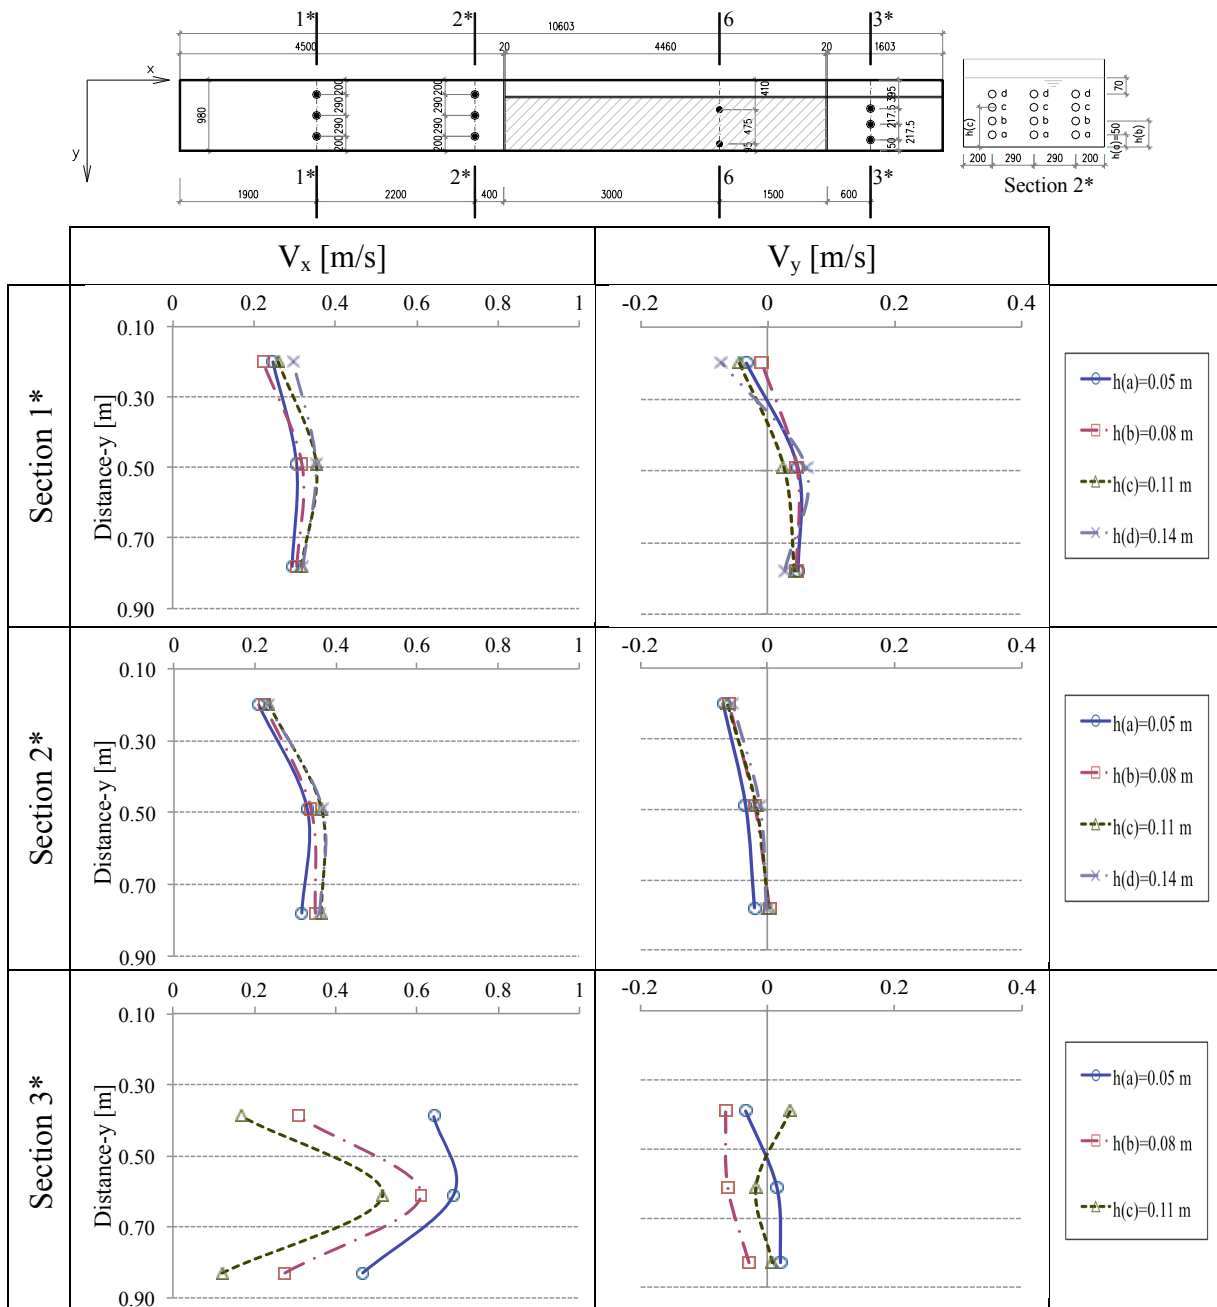 1* 2* 6 3*
10603
4500 20 4460 20 1603
x
y
980
200 290 290 200
200 290 290 200
410
475
95
395
217.5
217.5
50
1* 2* 6 3*
1900 2200 400 3000 1500 600
d d d
c c c
b b b
a a a
70
h(c)
h(a)=50
h(b)
200 290 290 200
Section 2*
Vx [m/s] Vy [m/s]
Section 1*
0 0.2 0.4 0.6 0.8 1
Distance-y [m]
0.10
0.30
0.50
0.70
0.90
-0.2 0 0.2 0.4
h(a)=0.05 m
h(b)=0.08 m
h(c)=0.11 m
h(d)=0.14 m
Section 2*
0 0.2 0.4 0.6 0.8 1
Distance-y [m]
0.10
0.30
0.50
0.70
0.90
-0.2 0 0.2 0.4
h(a)=0.05 m
h(b)=0.08 m
h(c)=0.11 m
h(d)=0.14 m
Section 3*
0 0.2 0.4 0.6 0.8 1
Distance-y [m]
0.10
0.30
0.50
0.70
0.90
-0.2 0 0.2 0.4
h(a)=0.05 m
h(b)=0.08 m
h(c)=0.11 m